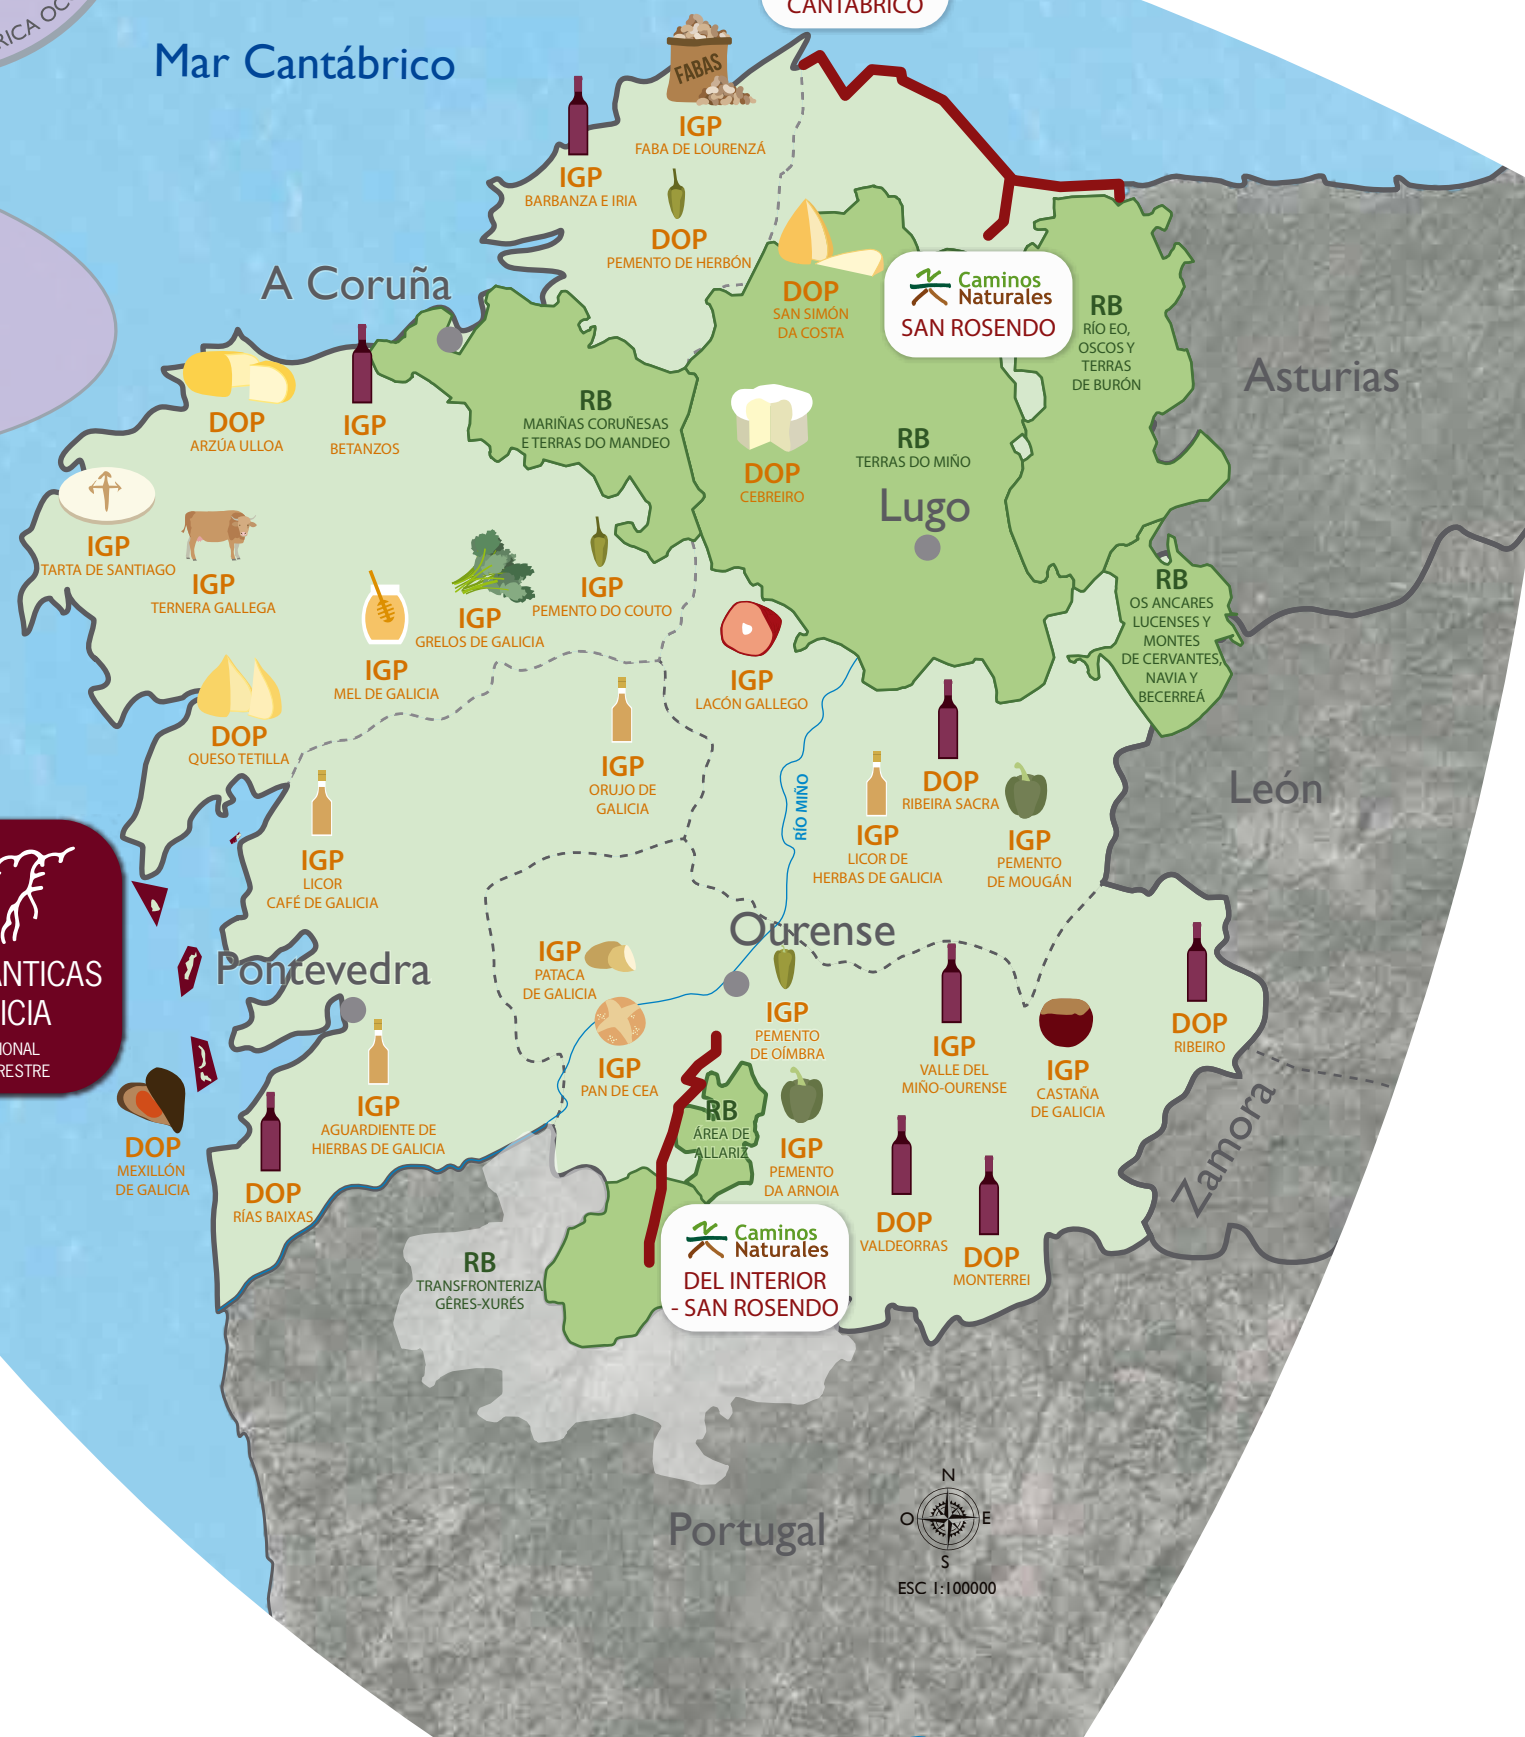 CANTÁBRICO
RICA OC
Mar Cantábrico
FABAS
IGP
FABA DE LOURENZÁ
IGP
BARBANZA E IRIA
DOP
PEMENTO DE HERBÓN
A Coruña
DOP
SAN SIMÓN
DA COSTA
Caminos
Naturales
SAN ROSENDO
RB
RÍO EO,
OSCOS Y
TERRAS
DE BURÓN
Asturias
DOP
ARZÚA ULLOA
IGP
BETANZOS
RB
MARIÑAS CORUÑESAS
E TERRAS DO MANDEO
DOP
CEBREIRO
RB
TERRAS DO MIÑO
Lugo
IGP
TARTA DE SANTIAGO
IGP
TERNERA GALLEGA
IGP
MEL DE GALICIA
IGP
GRELOS DE GALICIA
IGP
PEMENTO DO COUTO
RB
OS ANCARES
LUCENSES Y
MONTES
DE CERVANTES,
NAVIA Y
BECERREÁ
IGP
LACÓN GALLEGO
DOP
QUESO TETILLA
IGP
ORUJO DE
GALICIA
RÍO MIÑO
DOP
RIBEIRA SACRA
León
IGP
LICOR
CAFÉ DE GALICIA
IGP
LICOR DE
HERBAS DE GALICIA
IGP
PEMENTO
DE MOUGÁN
Ourense
ANTICAS
ICIA
IONAL
RESTRE
Pontevedra
IGP
PATACA
DE GALICIA
IGP
PEMENTO
DE OÍMBRA
IGP
VALLE DEL
MIÑO-OURENSE
IGP
CASTAÑA
DE GALICIA
DOP
RIBEIRO
IGP
PAN DE CEA
RB
ÁREA DE
ALLARIZ
IGP
AGUARDIENTE DE
HIERBAS DE GALICIA
DOP
MEXILLÓN
DE GALICIA
IGP
PEMENTO
DA ARNOIA
Zamora
DOP
RÍAS BAIXAS
DOP
VALDEORRAS
DOP
MONTERREI
RB
TRANSFRONTERIZA
GÊRES-XURÉS
Caminos
Naturales
DEL INTERIOR
- SAN ROSENDO
Portugal
N
O
E
S
ESC 1:100000